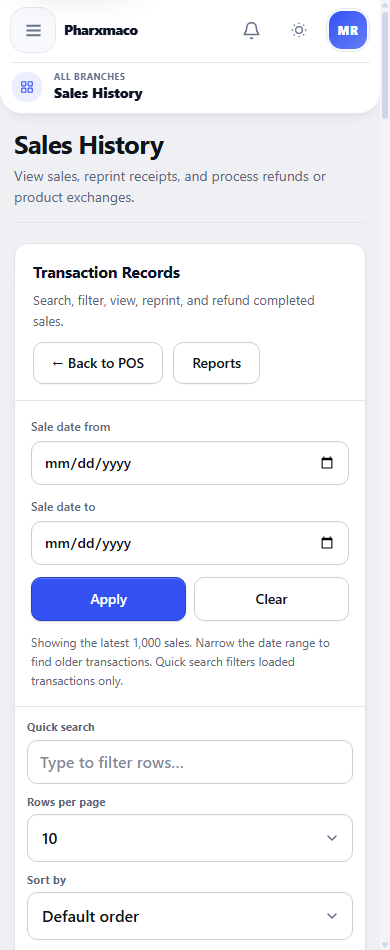 Pharxmaco
MR
ALL BRANCHES
Sales History
Sales History
View sales, reprint receipts, and process refunds or
product exchanges.
Transaction Records
Search, filter, view, reprint, and refund completed
sales.
← Back to POS
Reports
Sale date from
mm/dd/yyyy
Sale date to
mm/dd/yyyy
Apply
Clear
Showing the latest 1,000 sales. Narrow the date range to
find older transactions. Quick search filters loaded
transactions only.
Quick search
Type to filter rows...
Rows per page
10
Sort by
Default order